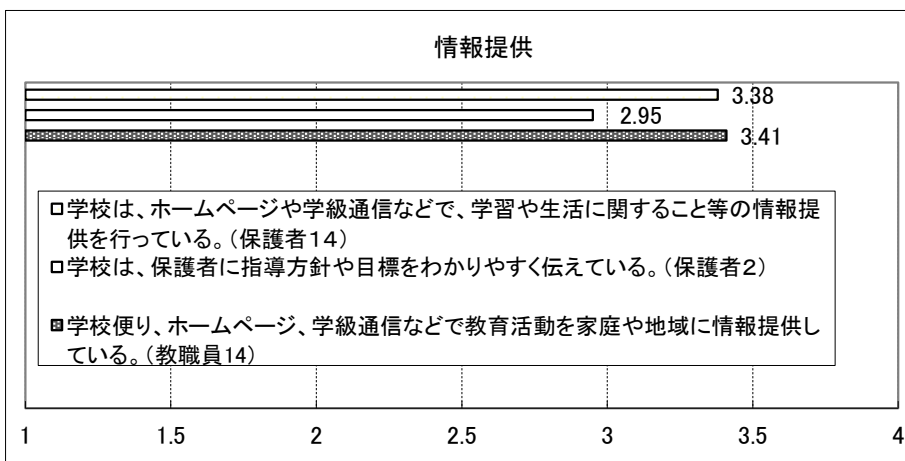 情報提供
3.38
2.95
3.41
学校は、ホームページや学級通信などで、学習や生活に関すること等の情報提
供を行っている。(保護者14)
学校は、保護者に指導方針や目標をわかりやすく伝えている。(保護者2)
学校便り、ホームページ、学級通信などで教育活動を家庭や地域に情報提供し
ている。(教職員14)
1 1.5 2 2.5 3 3.5 4